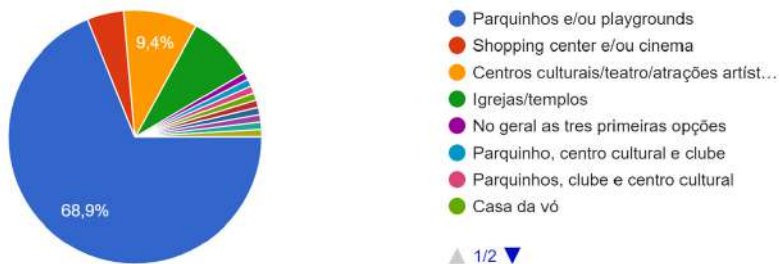 9,4%
68,9%
Parquinhos e/ou playgrounds
Shopping center e/ou cinema
Centros culturais/teatro/atrações artíst…
Igrejas/templos
No geral as tres primeiras opções
Parquinho, centro cultural e clube
Parquinhos, clube e centro cultural
Casa da vó
1/2